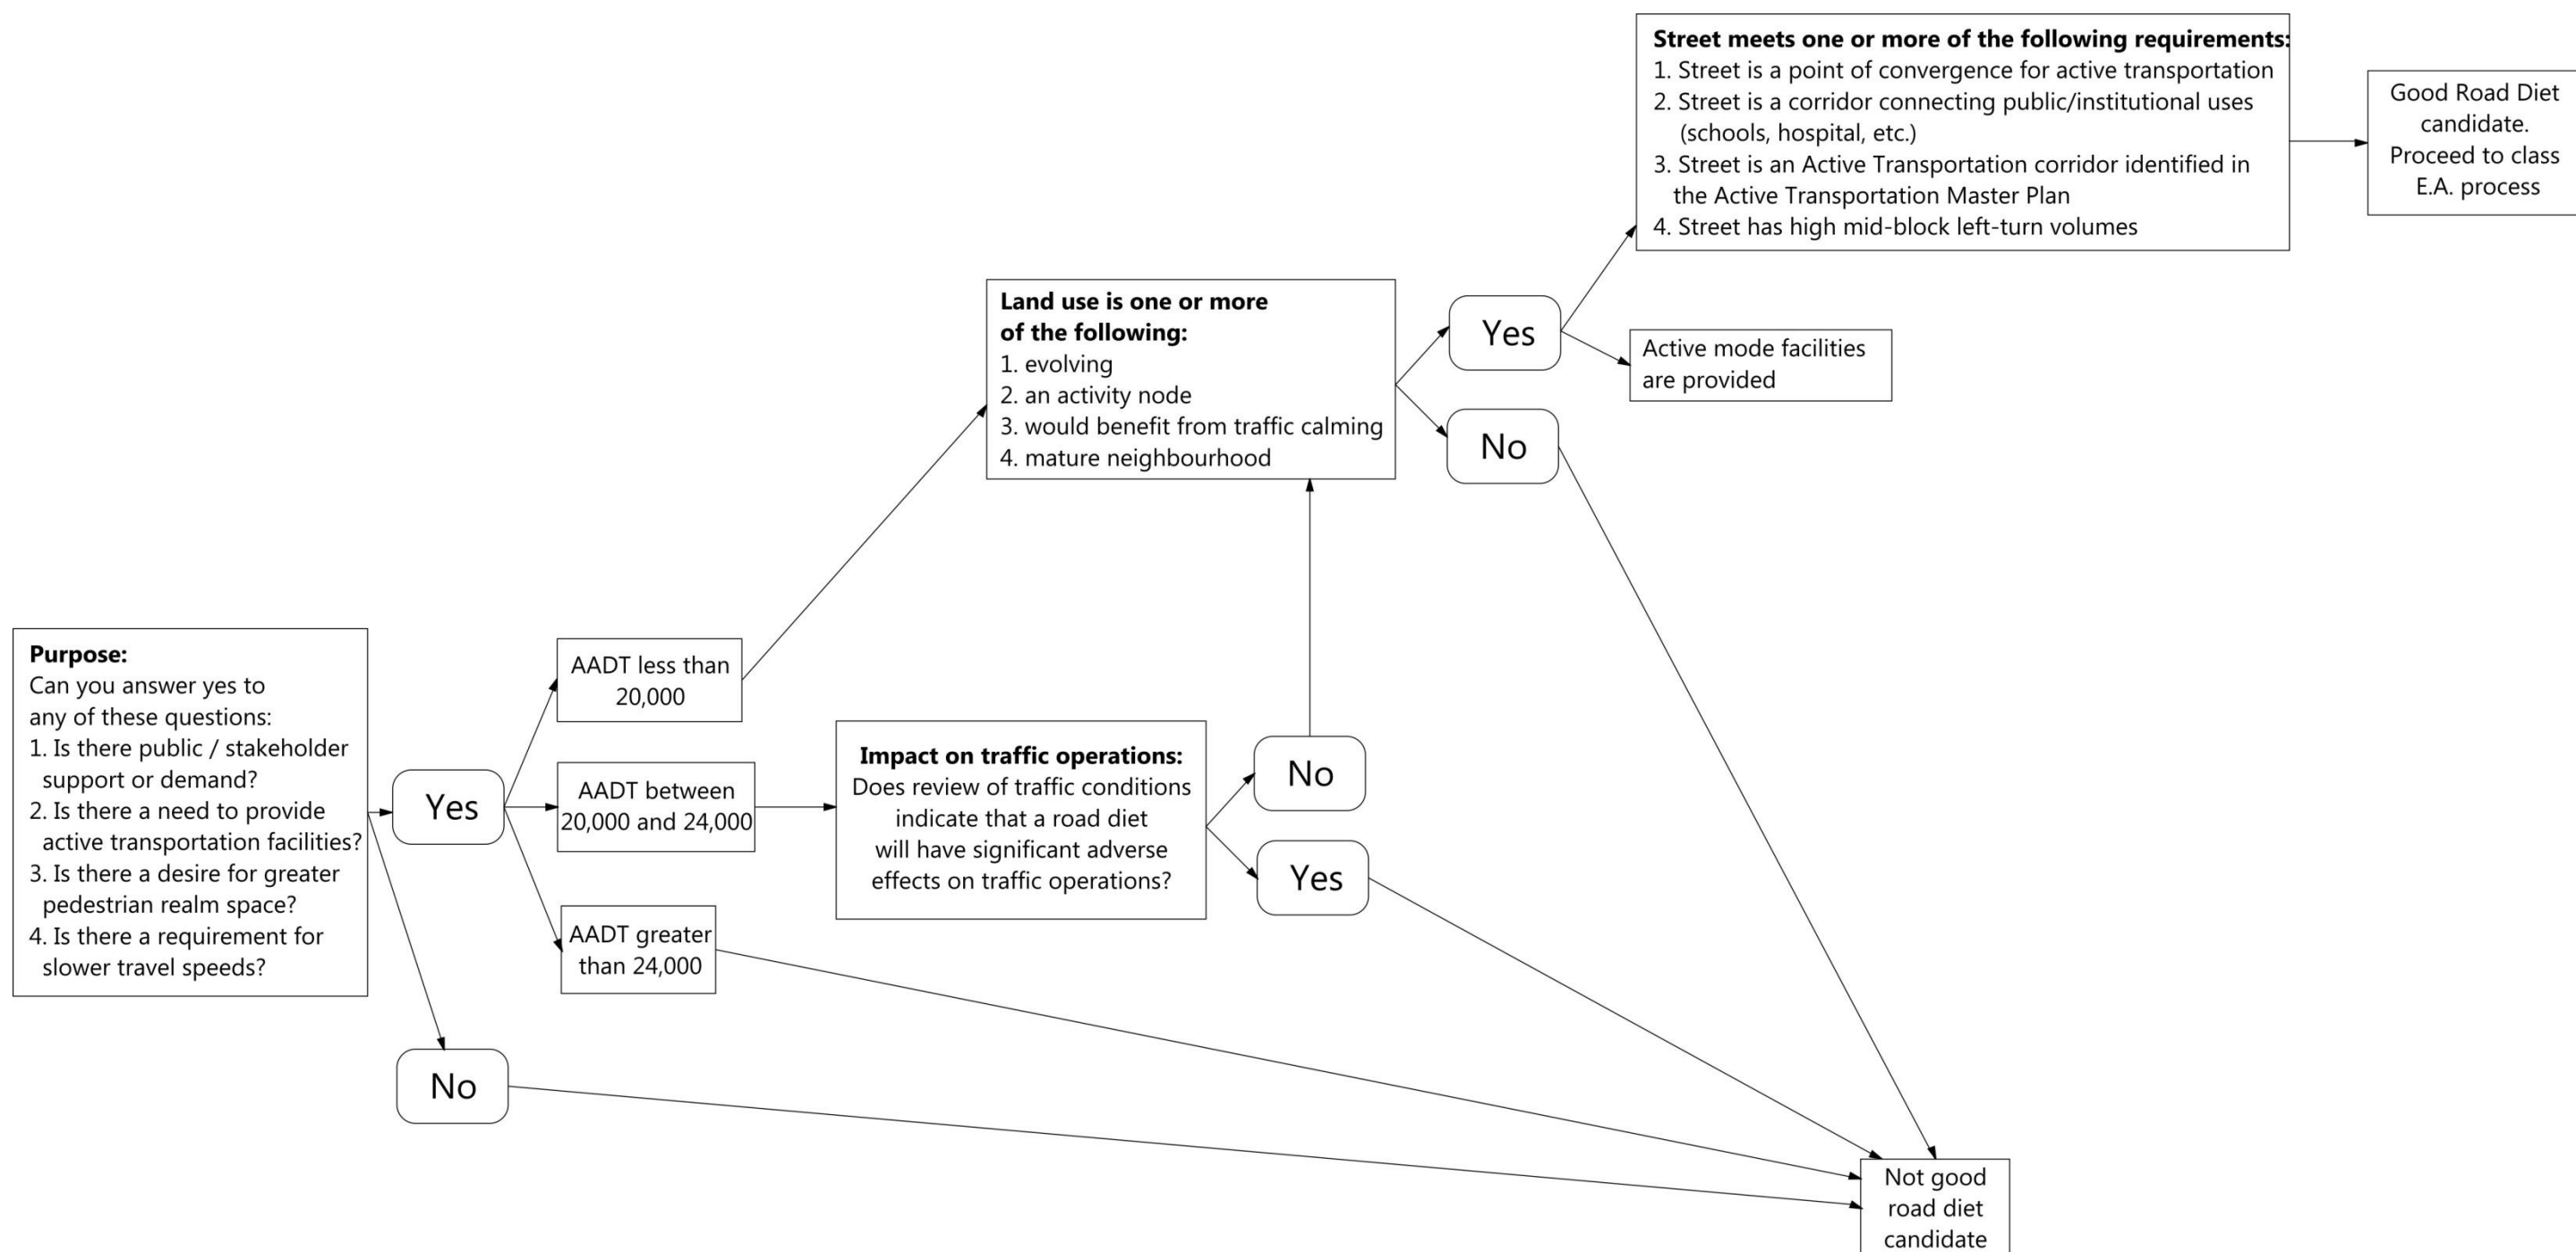 Purpose:
Can you answer yes to
any of these questions:
1. Is there public / stakeholder
support or demand?
2. Is there a need to provide
active transportation facilities?
3. Is there a desire for greater
pedestrian realm space?
4. Is there a requirement for
slower travel speeds?
Yes
No
AADT less than
20,000
AADT between
20,000 and 24,000
AADT greater
than 24,000
Impact on traffic operations:
Does review of traffic conditions
indicate that a road diet
will have significant adverse
effects on traffic operations?
No
Yes
Land use is one or more
of the following:
1. evolving
2. an activity node
3. would benefit from traffic calming
4. mature neighbourhood
Yes
No
Street meets one or more of the following requirements:
1. Street is a point of convergence for active transportation
2. Street is a corridor connecting public/institutional uses
(schools, hospital, etc.)
3. Street is an Active Transportation corridor identified in
the Active Transportation Master Plan
4. Street has high mid-block left-turn volumes
Active mode facilities
are provided
Good Road Diet
candidate.
Proceed to class
E.A. process
Not good
road diet
candidate